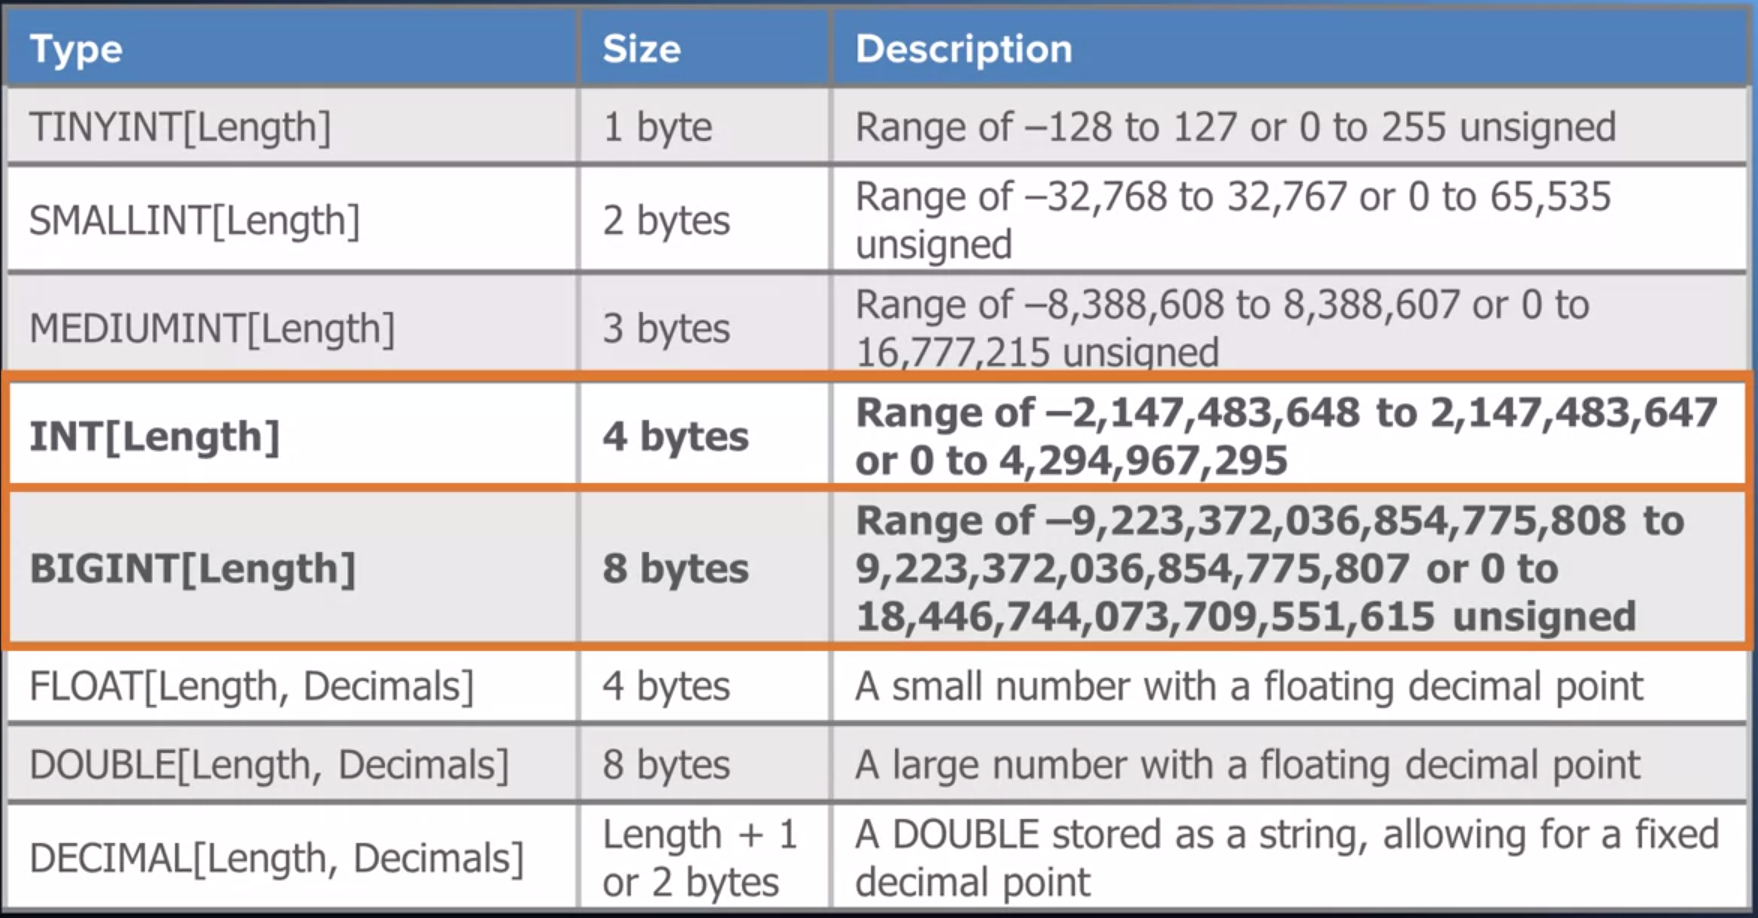 Type Size Description
TINYINT[Length] 1 byte Range of –128 to 127 or 0 to 255 unsigned
SMALLINT[Length] 2 bytes Range of –32,768 to 32,767 or 0 to 65,535
unsigned
MEDIUMINT[Length] 3 bytes Range of –8,388,608 to 8,388,607 or 0 to
16,777,215 unsigned
INT[Length] 4 bytes Range of –2,147,483,648 to 2,147,483,647
or 0 to 4,294,967,295
BIGINT[Length] 8 bytes Range of –9,223,372,036,854,775,808 to
9,223,372,036,854,775,807 or 0 to
18,446,744,073,709,551,615 unsigned
FLOAT[Length, Decimals] 4 bytes A small number with a floating decimal point
DOUBLE[Length, Decimals] 8 bytes A large number with a floating decimal point
DECIMAL[Length, Decimals] Length + 1 A DOUBLE stored as a string, allowing for a fixed
or 2 bytes decimal point